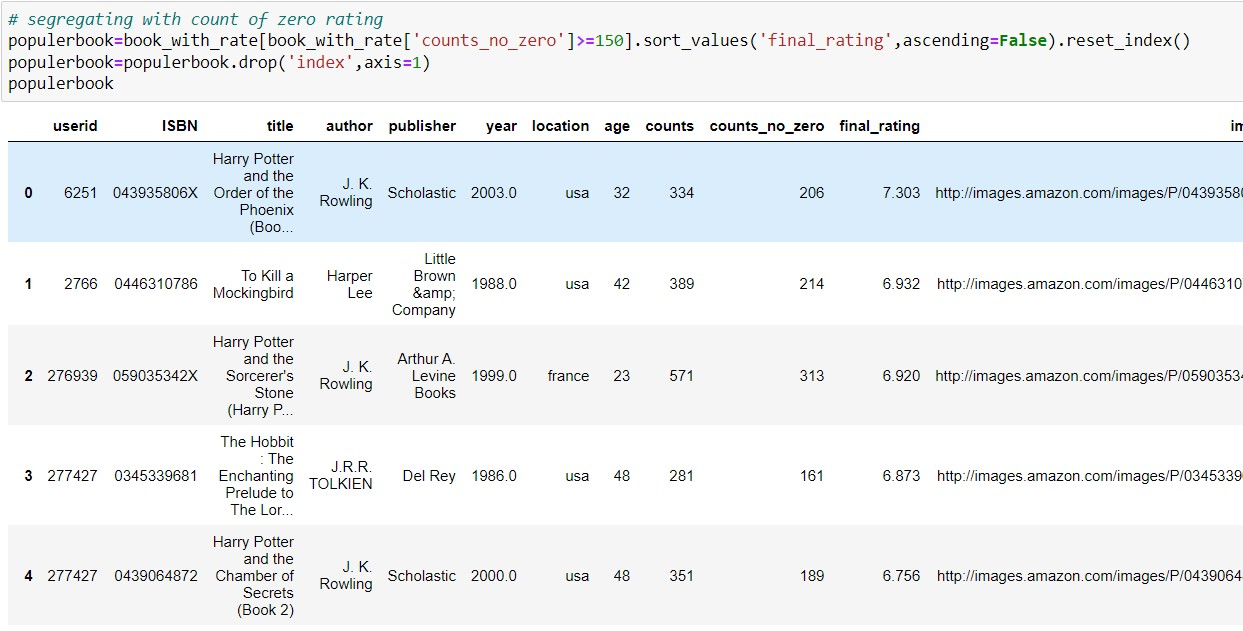 # segregating with count of zero rating
populerbook=book_with_rate[book_with_rate['counts_no_zero']>=150].sort_values('final_rating',ascending=False).reset_index()
populerbook=populerbook.drop('index',axis=1)
populerbook
userid ISBN title author publisher year location age counts counts_no_zero final_rating im
0 6251 043935806X Harry Potter and the Order of the Phoenix (Boo... J. K. Rowling Scholastic 2003.0 usa 32 334 206 7.303 http://images.amazon.com/images/P/04393580
1 2766 0446310786 To Kill a Mockingbird Harper Lee Little Brown &amp; Company 1988.0 usa 42 389 214 6.932 http://images.amazon.com/images/P/0446310
2 276939 059035342X Harry Potter and the Sorcerer's Stone (Harry P... J. K. Rowling Arthur A. Levine Books 1999.0 france 23 571 313 6.920 http://images.amazon.com/images/P/0590353
3 277427 0345339681 The Hobbit : The Enchanting Prelude to The Lor... J.R.R. TOLKIEN Del Rey 1986.0 usa 48 281 161 6.873 http://images.amazon.com/images/P/0345339
4 277427 0439064872 Harry Potter and the Chamber of Secrets (Book 2) J. K. Rowling Scholastic 2000.0 usa 48 351 189 6.756 http://images.amazon.com/images/P/0439064